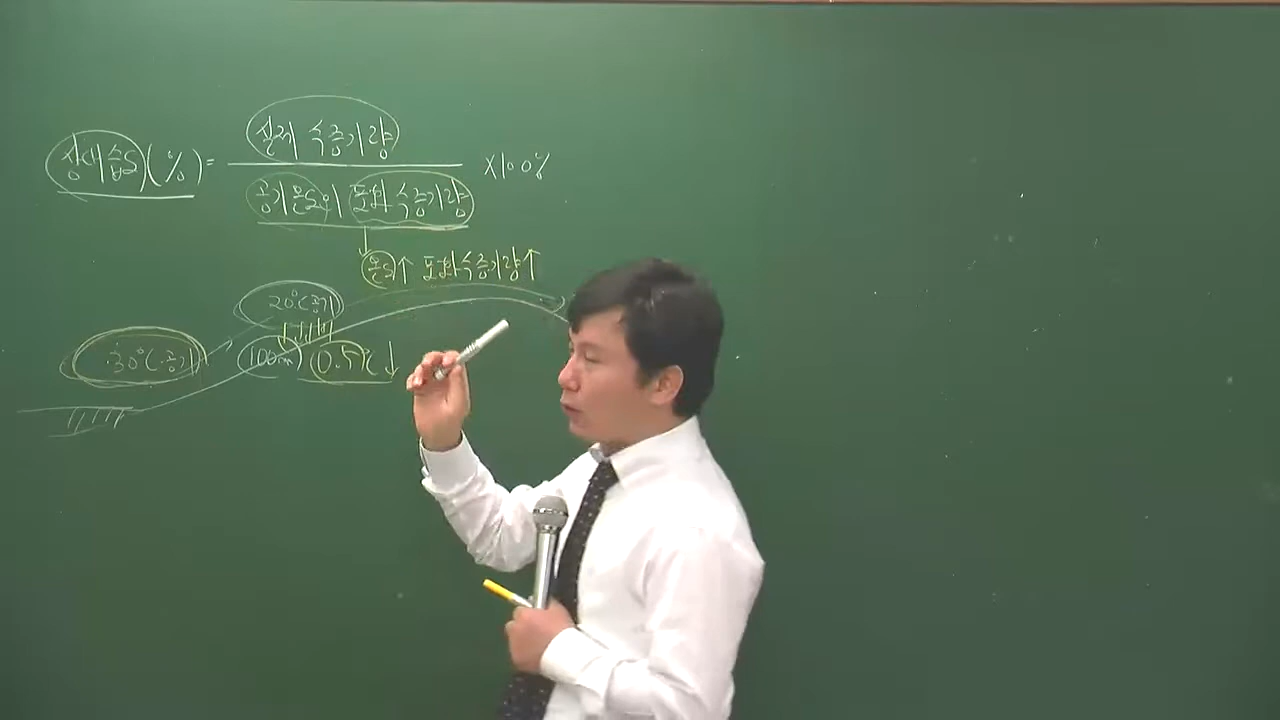 상대습도(%) = 실제 수증기량 / 공기온도의 포화수증기량 ×100%
온도↑ 포화수증기량↑
20℃ 공기
30℃ 공기
100m 0.5℃↓